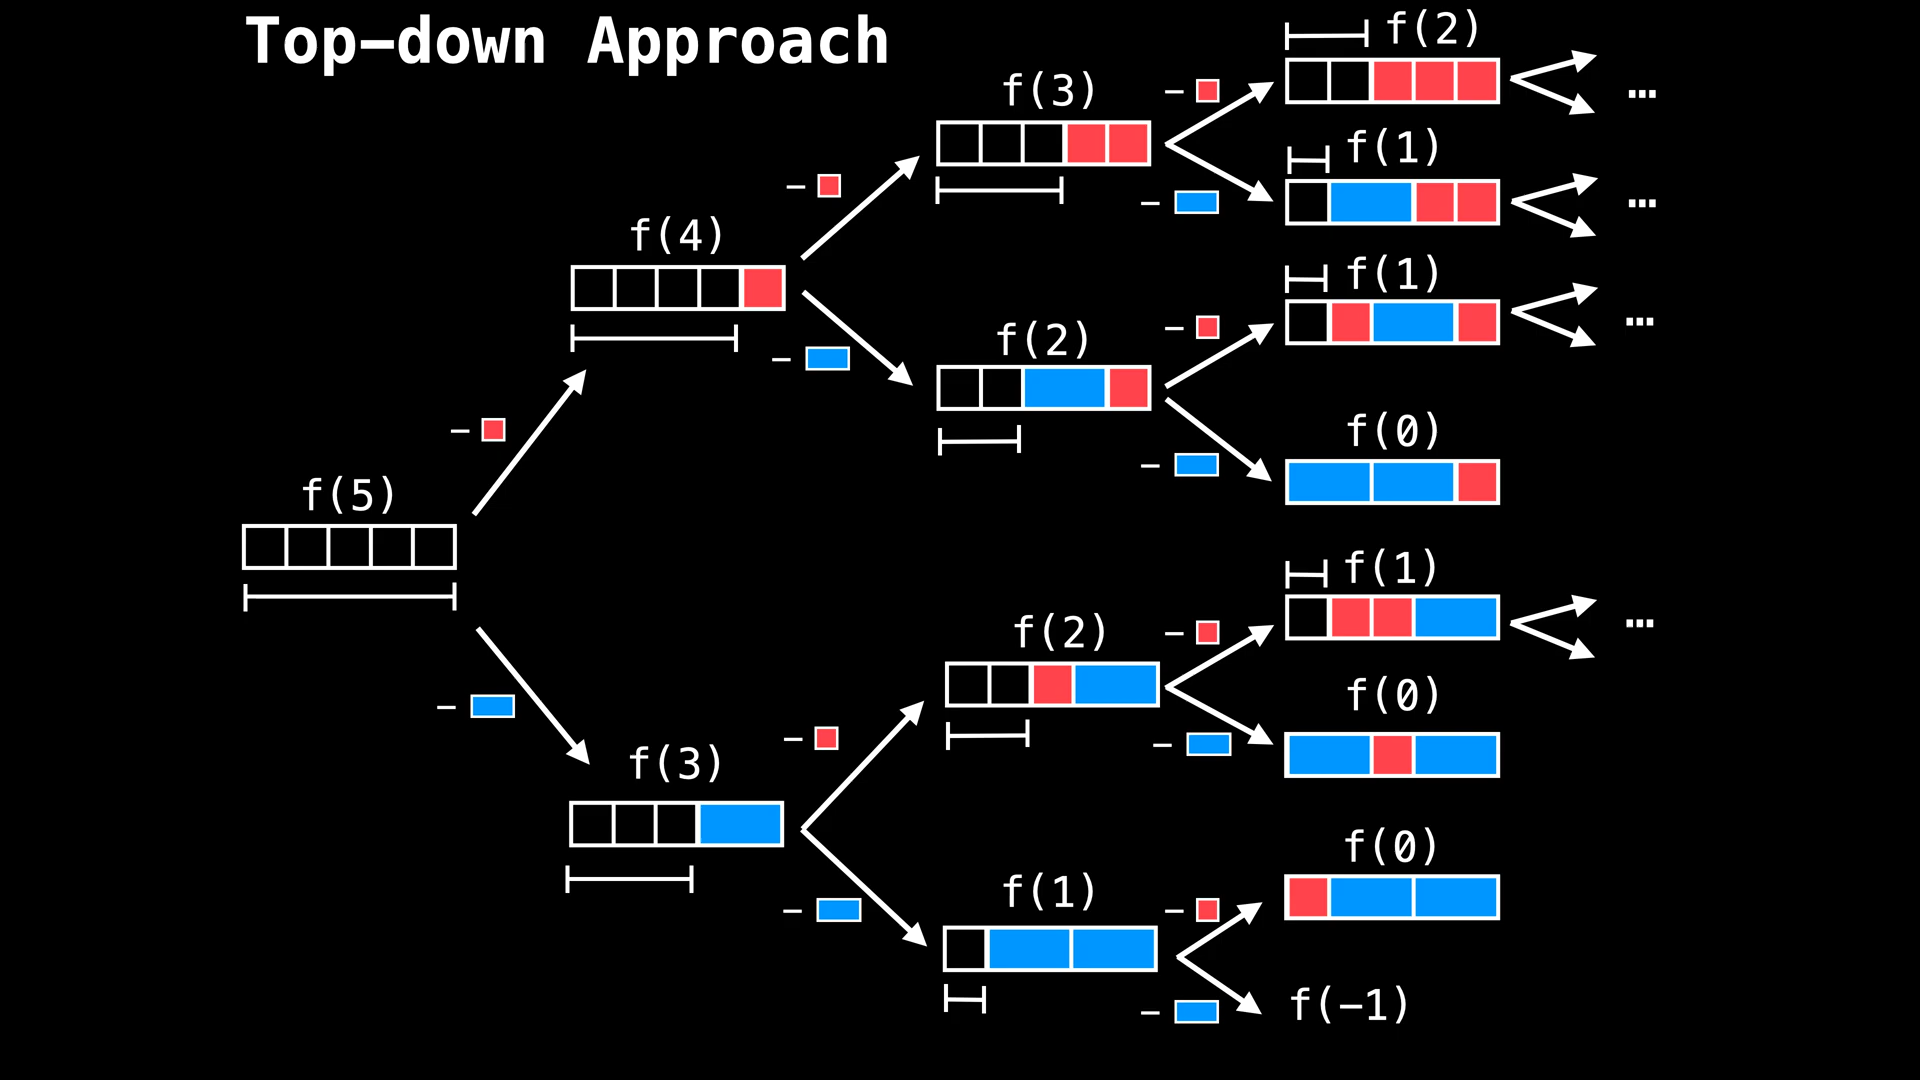 Top-down Approach
f(5)
-
-
f(4)
-
-
f(3)
-
-
f(3)
-
-
f(2)
-
-
f(2)
-
-
f(1)
-
-
f(2)
...
f(1)
...
f(1)
...
f(0)
f(1)
...
f(0)
f(0)
f(-1)